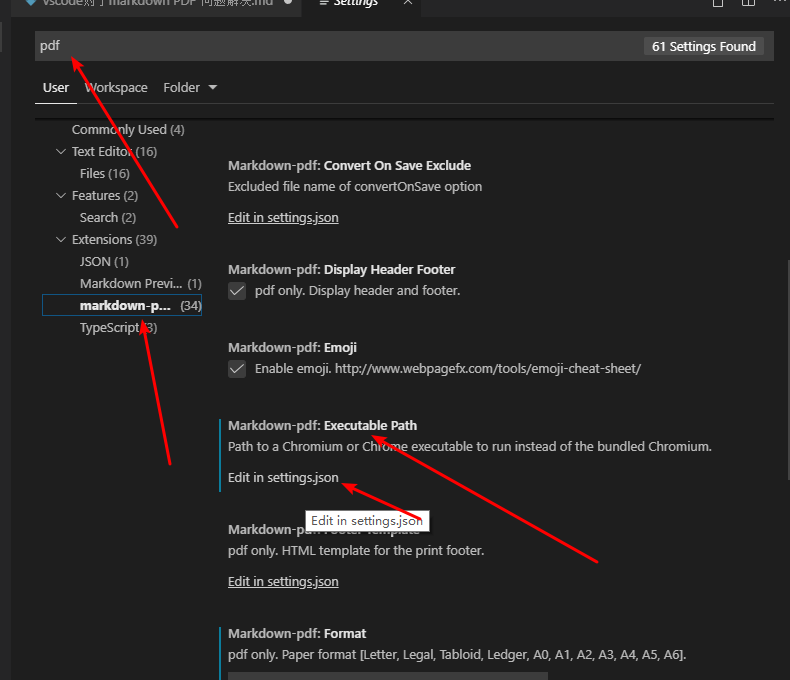 vscode对于markdown PDF 问题解决.md
Settings
pdf
61 Settings Found
User
Workspace
Folder
Commonly Used (4)
Text Editor (16)
Files (16)
Features (2)
Search (2)
Extensions (39)
JSON (1)
Markdown Previ... (1)
markdown-p... (34)
TypeScript (3)
Markdown-pdf: Convert On Save Exclude
Excluded file name of convertOnSave option
Edit in settings.json
Markdown-pdf: Display Header Footer
pdf only. Display header and footer.
Markdown-pdf: Emoji
Enable emoji. http://www.webpagefx.com/tools/emoji-cheat-sheet/
Markdown-pdf: Executable Path
Path to a Chromium or Chrome executable to run instead of the bundled Chromium.
Edit in settings.json
Edit in settings.json
Markdown-pdf: Footer Template
pdf only. HTML template for the print footer.
Edit in settings.json
Markdown-pdf: Format
pdf only. Paper format [Letter, Legal, Tabloid, Ledger, A0, A1, A2, A3, A4, A5, A6].